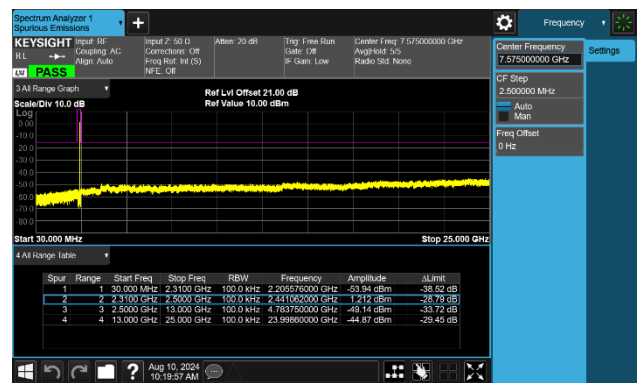 Spectrum Analyzer 1
Spurious Emissions
Frequency
KEYSIGHT
RL
LV PASS
Input: RF
Coupling: AC
Align: Auto
Input Z: 50 Ω
Corrections: Off
Freq Ref: Int (S)
NFE: Off
Atten: 20 dB
Trig: Free Run
Gate: Off
IF Gain: Low
Center Freq: 7.575000000 GHz
Avg|Hold: 5/5
Radio Std: None
Center Frequency
7.575000000 GHz
Settings
CF Step
2.500000 MHz
Auto
Man
Freq Offset
0 Hz
3 All Range Graph
Scale/Div 10.0 dB
Ref Lvl Offset 21.00 dB
Ref Value 10.00 dBm
Log
0.00
-10.0
-20.0
-30.0
-40.0
-50.0
-60.0
-70.0
-80.0
Start 30.000 MHz
Stop 25.000 GHz
4 All Range Table
Spur Range Start Freq Stop Freq RBW Frequency Amplitude ΔLimit
1 1 30.000 MHz 2.3100 GHz 100.0 kHz 2.205576000 GHz -53.94 dBm -38.52 dB
2 2 2.3100 GHz 2.5000 GHz 100.0 kHz 2.441062000 GHz 1.212 dBm -28.79 dB
3 3 2.5000 GHz 13.000 GHz 100.0 kHz 4.783750000 GHz -49.14 dBm -33.72 dB
4 4 13.000 GHz 25.000 GHz 100.0 kHz 23.99860000 GHz -44.87 dBm -29.45 dB
Aug 10, 2024
10:19:57 AM